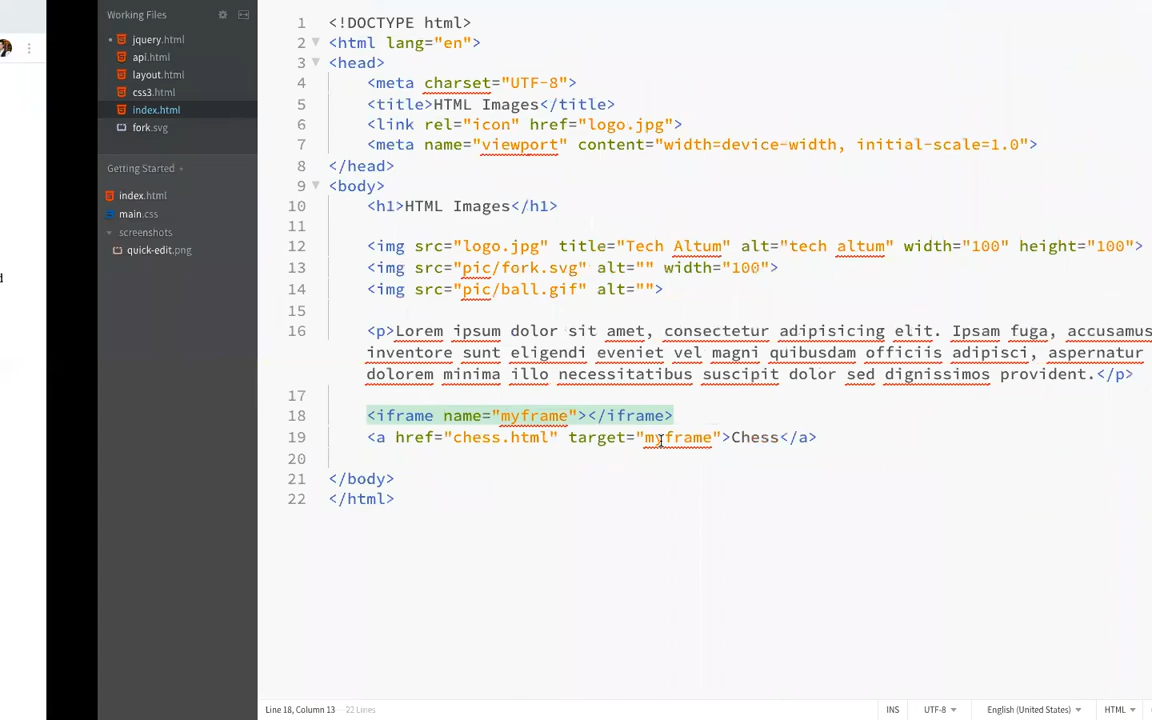 Working Files
jquery.html
api.html
layout.html
css3.html
index.html
fork.svg
Getting Started
index.html
main.css
screenshots
quick-edit.png
d
1 <!DOCTYPE html>
2 <html lang="en">
3 <head>
4 <meta charset="UTF-8">
5 <title>HTML Images</title>
6 <link rel="icon" href="logo.jpg">
7 <meta name="viewport" content="width=device-width, initial-scale=1.0">
8 </head>
9 <body>
10 <h1>HTML Images</h1>
11
12 <img src="logo.jpg" title="Tech Altum" alt="tech altum" width="100" height="100">
13 <img src="pic/fork.svg" alt="" width="100">
14 <img src="pic/ball.gif" alt="">
15
16 <p>Lorem ipsum dolor sit amet, consectetur adipisicing elit. Ipsam fuga, accusamus
inventore sunt eligendi eveniet vel magni quibusdam officiis adipisci, aspernatur
dolorem minima illo necessitatibus suscipit dolor sed dignissimos provident.</p>
17
18 <iframe name="myframe"></iframe>
19 <a href="chess.html" target="myframe">Chess</a>
20
21 </body>
22 </html>
Line 18, Column 13 — 22 Lines
INS UTF-8 English (United States) HTML